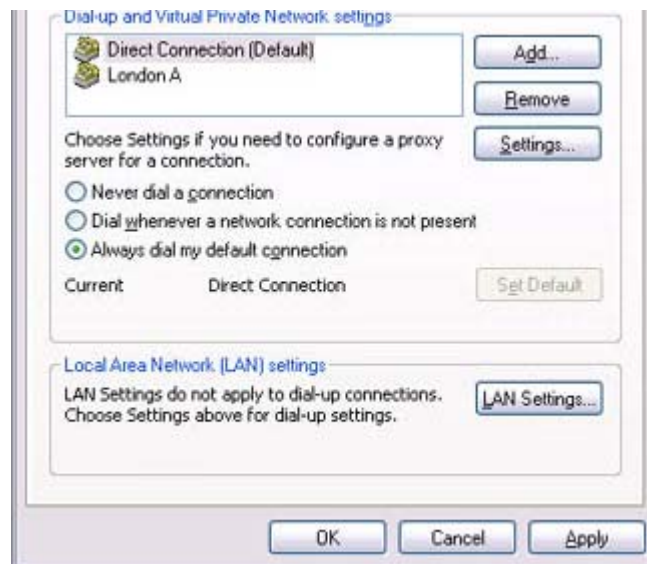 Dial-up and Virtual Private Network settings
Direct Connection (Default)
Add...
London A
Remove
Choose Settings if you need to configure a proxy
server for a connection.
Settings...
Never dial a connection
Dial whenever a network connection is not present
Always dial my default connection
Current Direct Connection Set Default
Local Area Network (LAN) settings
LAN Settings do not apply to dial-up connections.
Choose Settings above for dial-up settings.
LAN Settings...
OK Cancel Apply